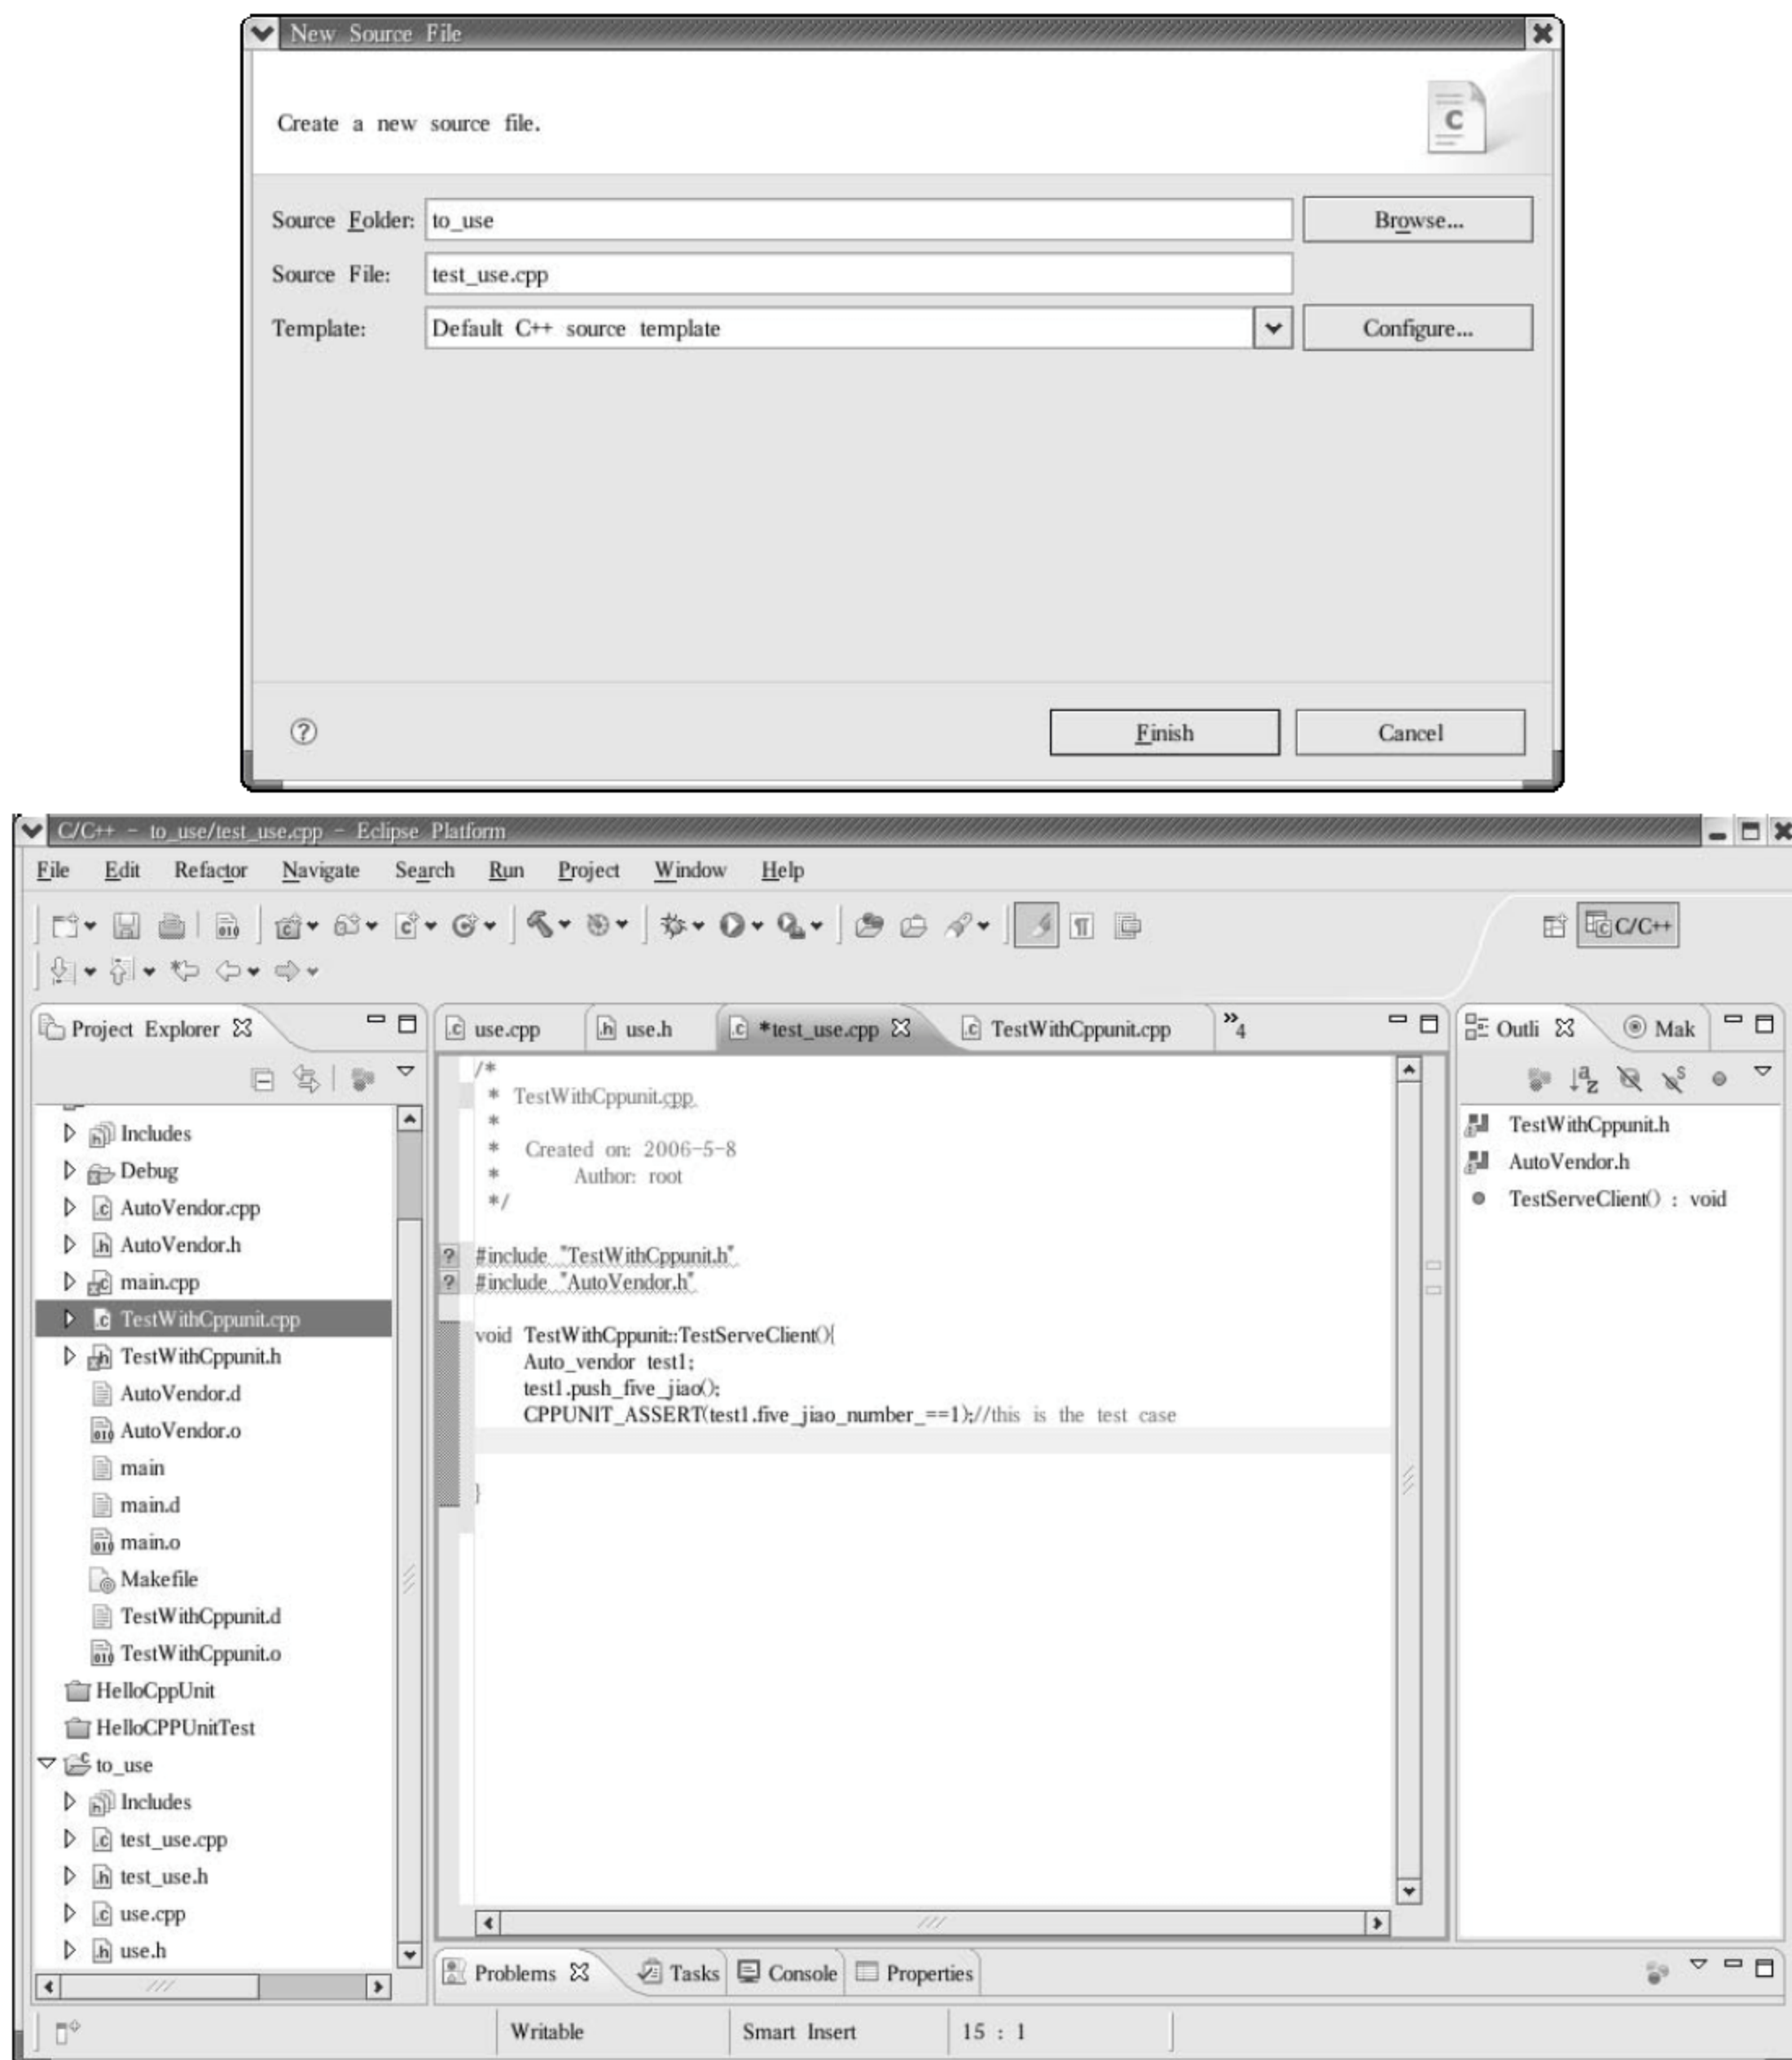 New Source File
Create a new source file.
Source Folder: to_use Browse...
Source File: test_use.cpp
Template: Default C++ source template Configure...
Finish Cancel
C/C++ - to_use/test_use.cpp - Eclipse Platform
File Edit Refactor Navigate Search Run Project Window Help
C/C++
Project Explorer
Includes
Debug
AutoVendor.cpp
AutoVendor.h
main.cpp
TestWithCppunit.cpp
TestWithCppunit.h
AutoVendor.d
AutoVendor.o
main
main.d
main.o
Makefile
TestWithCppunit.d
TestWithCppunit.o
HelloCppUnit
HelloCPPUnitTest
to_use
Includes
test_use.cpp
test_use.h
use.cpp
use.h
use.cpp use.h *test_use.cpp TestWithCppunit.cpp »4
/*
* TestWithCppunit.cpp
*
* Created on: 2006-5-8
* Author: root
*/
#include "TestWithCppunit.h"
#include "AutoVendor.h"
void TestWithCppunit::TestServeClient(){
Auto_vendor test1;
test1.push_five_jiao();
CPPUNIT_ASSERT(test1.five_jiao_number_==1);//this is the test case
}
Outli Mak
TestWithCppunit.h
AutoVendor.h
TestServeClient() : void
Problems Tasks Console Properties
Writable Smart Insert 15 : 1